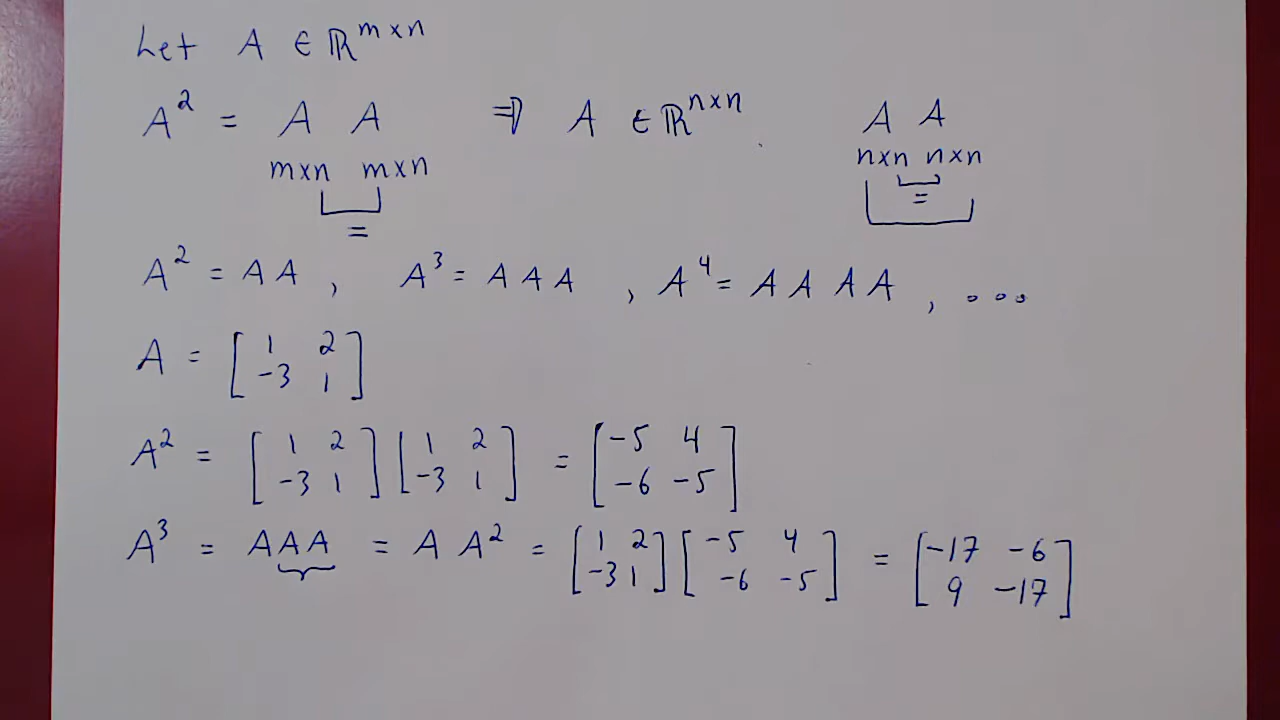 Let A ∈ ℝ^{m×n}
A² = A A ⇒ A ∈ ℝ^{n×n} A A
m×n m×n n×n n×n
= =
A² = A A , A³ = A A A , A⁴ = A A A A , ...
A = [1 2; -3 1]
A² = [1 2; -3 1] [1 2; -3 1] = [-5 4; -6 -5]
A³ = AAA = A A² = [1 2; -3 1] [-5 4; -6 -5] = [-17 -6; 9 -17]